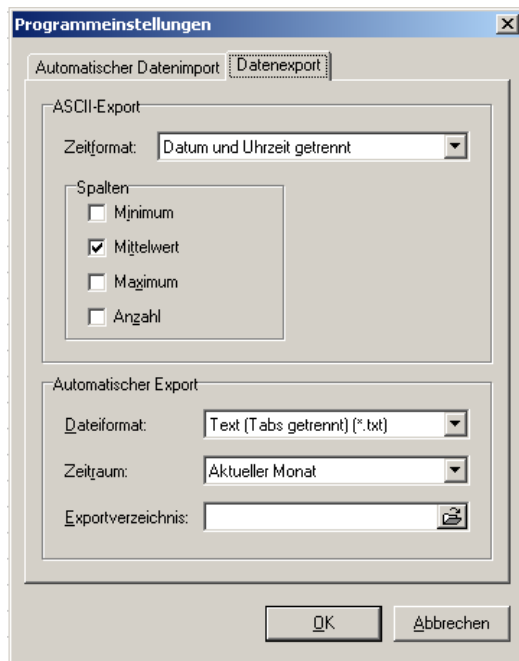 Programmeinstellungen
Automatischer Datenimport Datenexport
ASCII-Export
Zeitformat: Datum und Uhrzeit getrennt
Spalten
Minimum
Mittelwert
Maximum
Anzahl
Automatischer Export
Dateiformat: Text (Tabs getrennt) (*.txt)
Zeitraum: Aktueller Monat
Exportverzeichnis:
OK Abbrechen